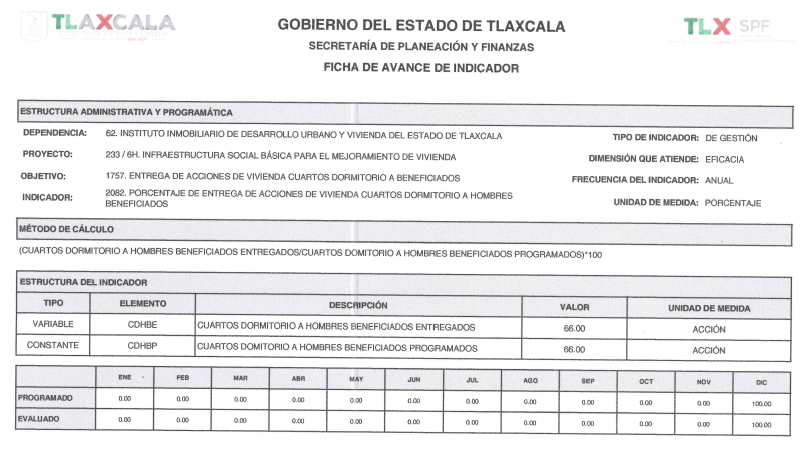 TLAXCALA
GOBIERNO DEL ESTADO DE TLAXCALA
TLX SPF
SECRETARÍA DE PLANEACIÓN Y FINANZAS
FICHA DE AVANCE DE INDICADOR
ESTRUCTURA ADMINISTRATIVA Y PROGRAMÁTICA
DEPENDENCIA: 62. INSTITUTO INMOBILIARIO DE DESARROLLO URBANO Y VIVIENDA DEL ESTADO DE TLAXCALA TIPO DE INDICADOR: DE GESTIÓN
PROYECTO: 233 / 6H. INFRAESTRUCTURA SOCIAL BÁSICA PARA EL MEJORAMIENTO DE VIVIENDA DIMENSIÓN QUE ATIENDE: EFICACIA
OBJETIVO: 1757. ENTREGA DE ACCIONES DE VIVIENDA CUARTOS DORMITORIO A BENEFICIADOS FRECUENCIA DEL INDICADOR: ANUAL
INDICADOR: 2082. PORCENTAJE DE ENTREGA DE ACCIONES DE VIVIENDA CUARTOS DORMITORIO A HOMBRES
BENEFICIADOS UNIDAD DE MEDIDA: PORCENTAJE
MÉTODO DE CÁLCULO
(CUARTOS DORMITORIO A HOMBRES BENEFICIADOS ENTREGADOS/CUARTOS DOMITORIO A HOMBRES BENEFICIADOS PROGRAMADOS)*100
ESTRUCTURA DEL INDICADOR
TIPO ELEMENTO DESCRIPCIÓN VALOR UNIDAD DE MEDIDA
VARIABLE CDHBE CUARTOS DORMITORIO A HOMBRES BENEFICIADOS ENTREGADOS 66.00 ACCIÓN
CONSTANTE CDHBP CUARTOS DOMITORIO A HOMBRES BENEFICIADOS PROGRAMADOS 66.00 ACCIÓN
ENE FEB MAR ABR MAY JUN JUL AGO SEP OCT NOV DIC
PROGRAMADO 0.00 0.00 0.00 0.00 0.00 0.00 0.00 0.00 0.00 0.00 0.00 100.00
EVALUADO 0.00 0.00 0.00 0.00 0.00 0.00 0.00 0.00 0.00 0.00 0.00 100.00